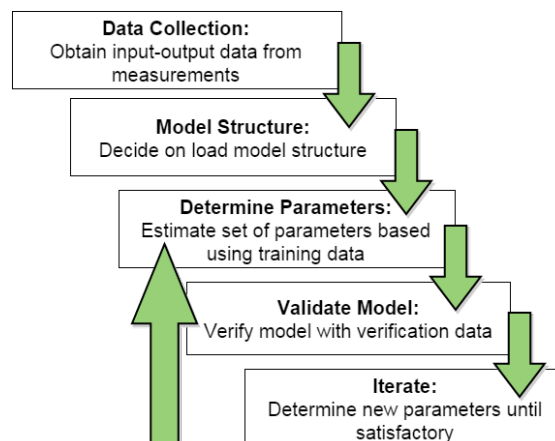 Data Collection:
Obtain input-output data from
measurements
Model Structure:
Decide on load model structure
Determine Parameters:
Estimate set of parameters based
using training data
Validate Model:
Verify model with verification data
Iterate:
Determine new parameters until
satisfactory